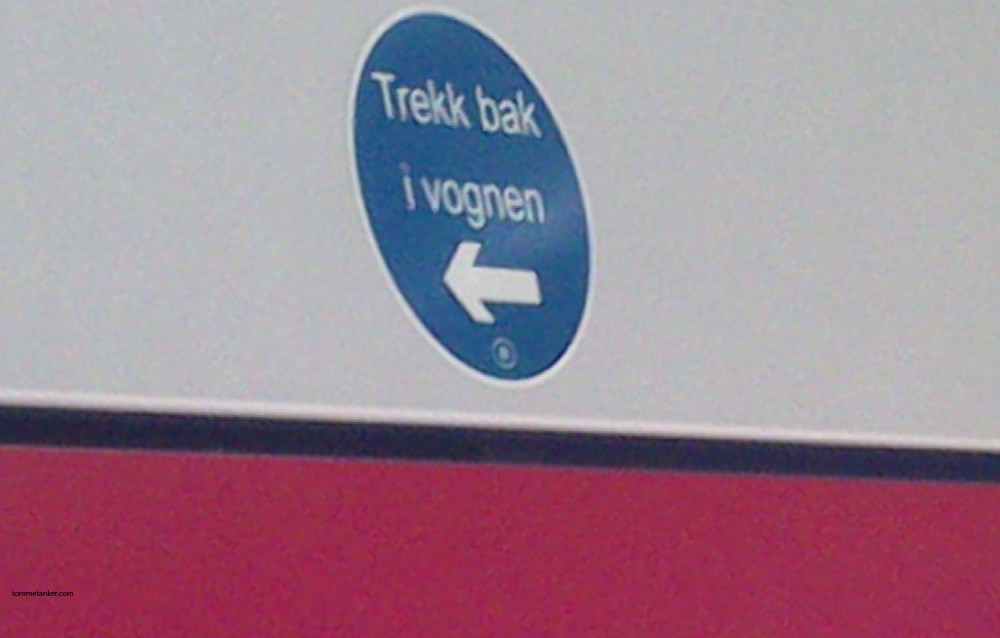 Trekk bak
i vognen
tommetanker.com